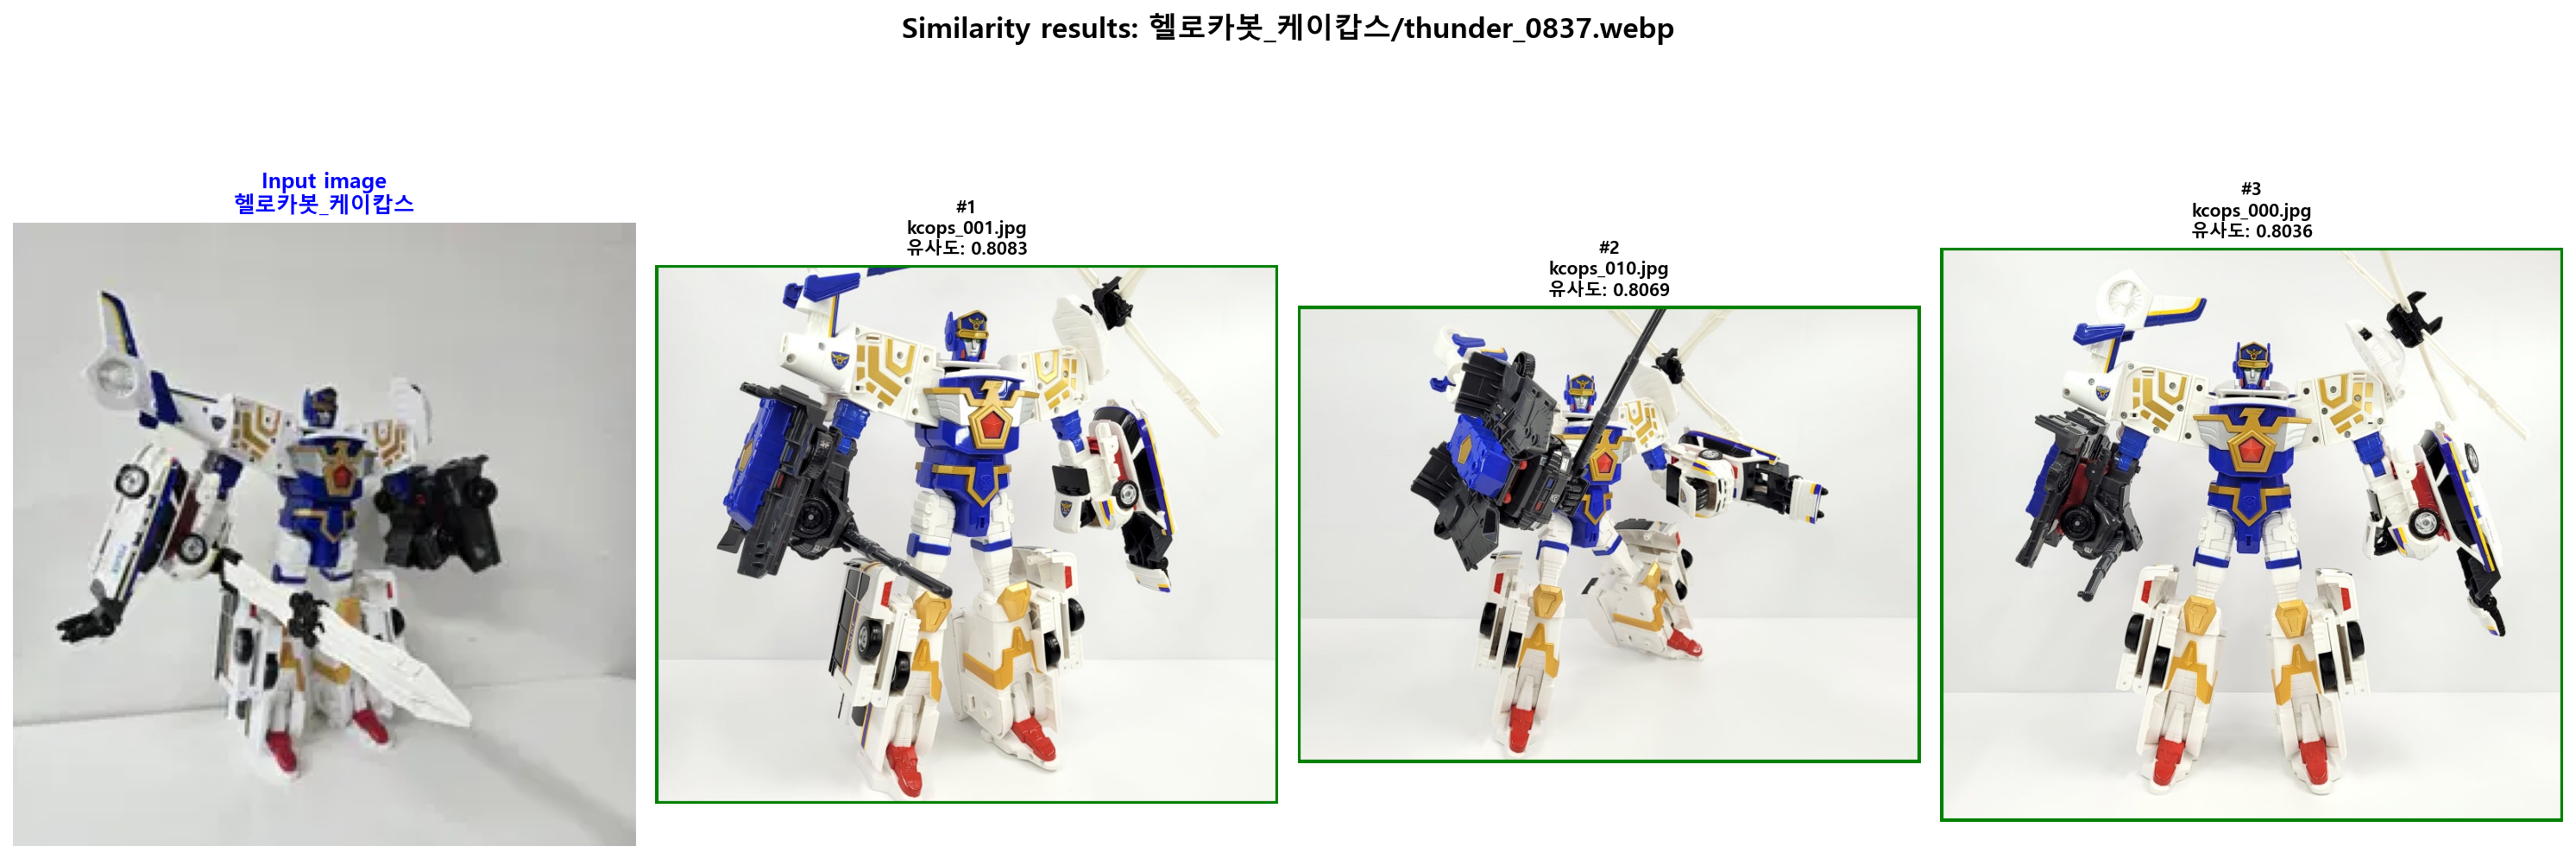 Similarity results: 헬로카봇_케이캅스/thunder_0837.webp
Input image
헬로카봇_케이캅스
#1
kcops_001.jpg
유사도: 0.8083
#2
kcops_010.jpg
유사도: 0.8069
#3
kcops_000.jpg
유사도: 0.8036